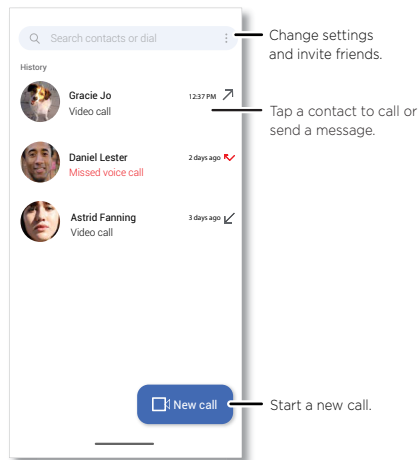 Search contacts or dial
Change settings
and invite friends.
History
Gracie Jo
12:37 PM
Video call
Tap a contact to call or
send a message.
Daniel Lester
2 days ago
Missed voice call
Astrid Fanning
3 days ago
Video call
New call
Start a new call.